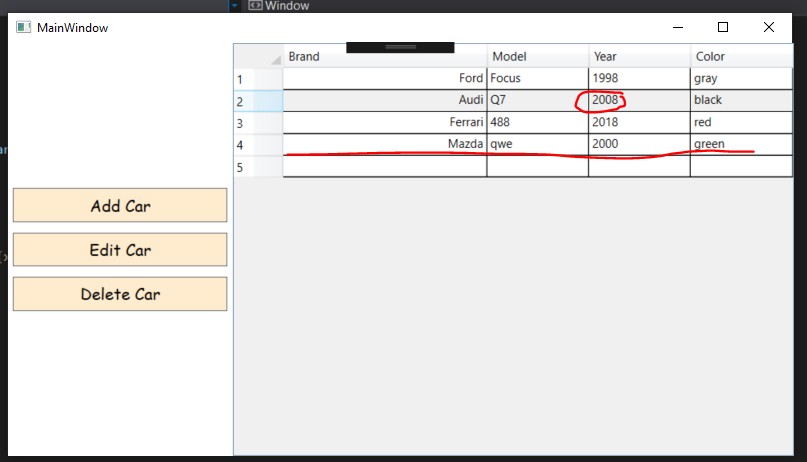 Window
MainWindow
Brand Model Year Color
1 Ford Focus 1998 gray
2 Audi Q7 2008 black
3 Ferrari 488 2018 red
4 Mazda qwe 2000 green
5
Add Car
Edit Car
Delete Car